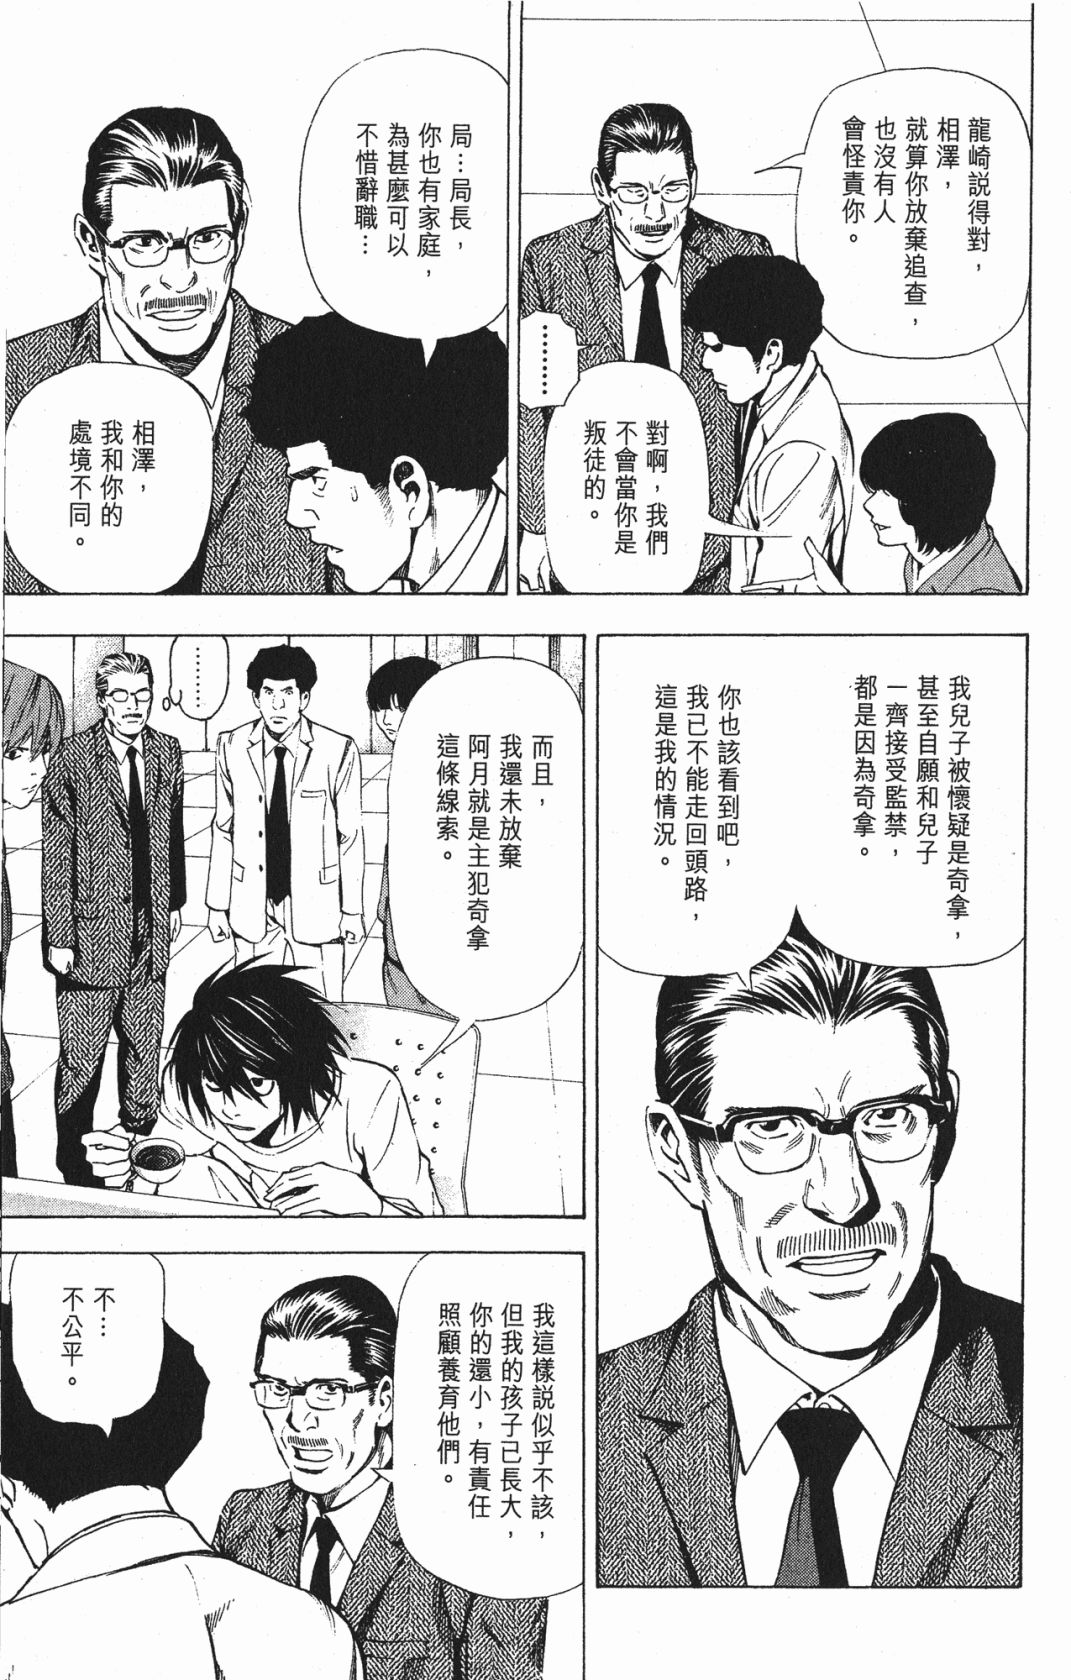 龍崎説得對，
相澤，
就算你放棄追查，
也沒有人
會怪責你。
對啊，我們
不會當你是
叛徒的。
………
局…局長，
你也有家庭，
為甚麼可以
不惜辭職…
相澤，
我和你的
處境不同。
我兒子被懷疑是奇拿，
甚至自願和兒子
一齊接受監禁，
都是因為奇拿。
你也該看到吧，
我已不能走回頭路，
這是我的情況。
而且，
我還未放棄
阿月就是主犯奇拿
這條線索。
………
我這樣説似乎不該，
但我的孩子已長大，
你的還小，有責任
照顧養育他們。
不…
不公平。